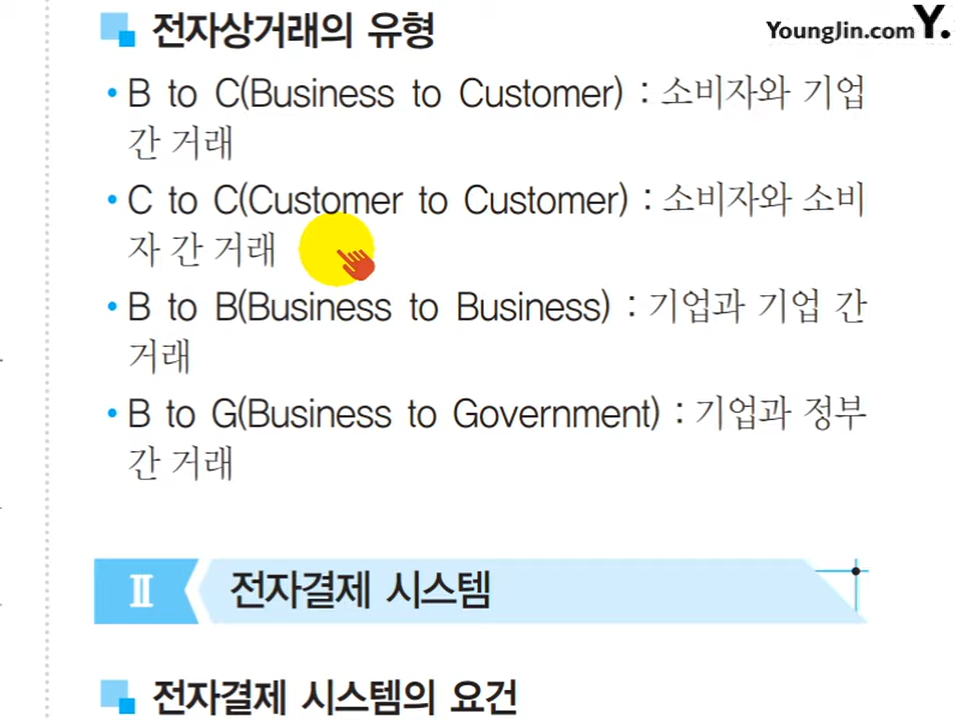 YoungJin.com Y.
전자상거래의 유형
• B to C(Business to Customer) : 소비자와 기업
간 거래
• C to C(Customer to Customer) : 소비자와 소비
자 간 거래
• B to B(Business to Business) : 기업과 기업 간
거래
• B to G(Business to Government) : 기업과 정부
간 거래
Ⅱ 전자결제 시스템
전자결제 시스템의 요건